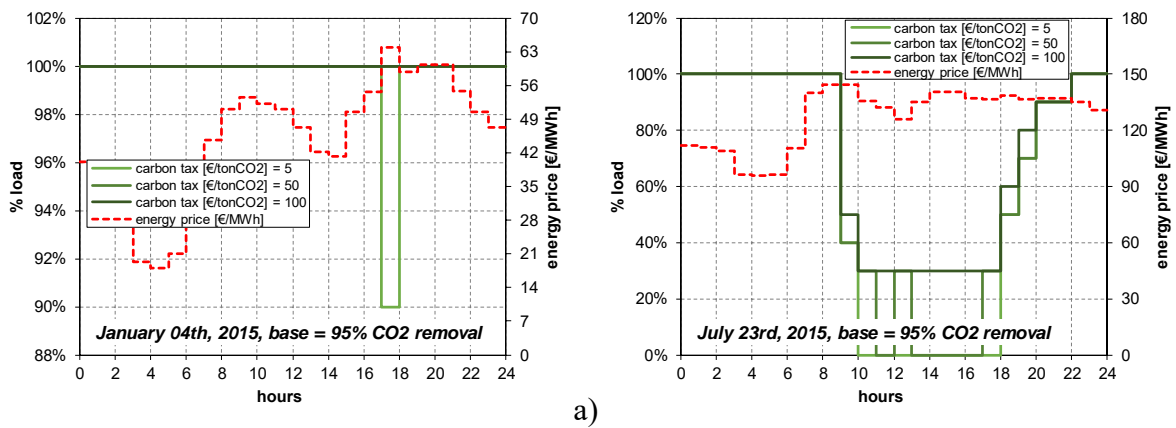 102%
100%
98%
96%
94%
92%
90%
88%
% load
70
63
56
49
42
35
28
21
14
7
0
energy price [€/MWh]
carbon tax [€/tonCO2] = 5
carbon tax [€/tonCO2] = 50
carbon tax [€/tonCO2] = 100
energy price [€/MWh]
January 04th, 2015, base = 95% CO2 removal
0 2 4 6 8 10 12 14 16 18 20 22 24
hours
120%
100%
80%
60%
40%
20%
0%
% load
180
150
120
90
60
30
0
energy price [€/MWh]
carbon tax [€/tonCO2] = 5
carbon tax [€/tonCO2] = 50
carbon tax [€/tonCO2] = 100
energy price [€/MWh]
July 23rd, 2015, base = 95% CO2 removal
0 2 4 6 8 10 12 14 16 18 20 22 24
hours
a)